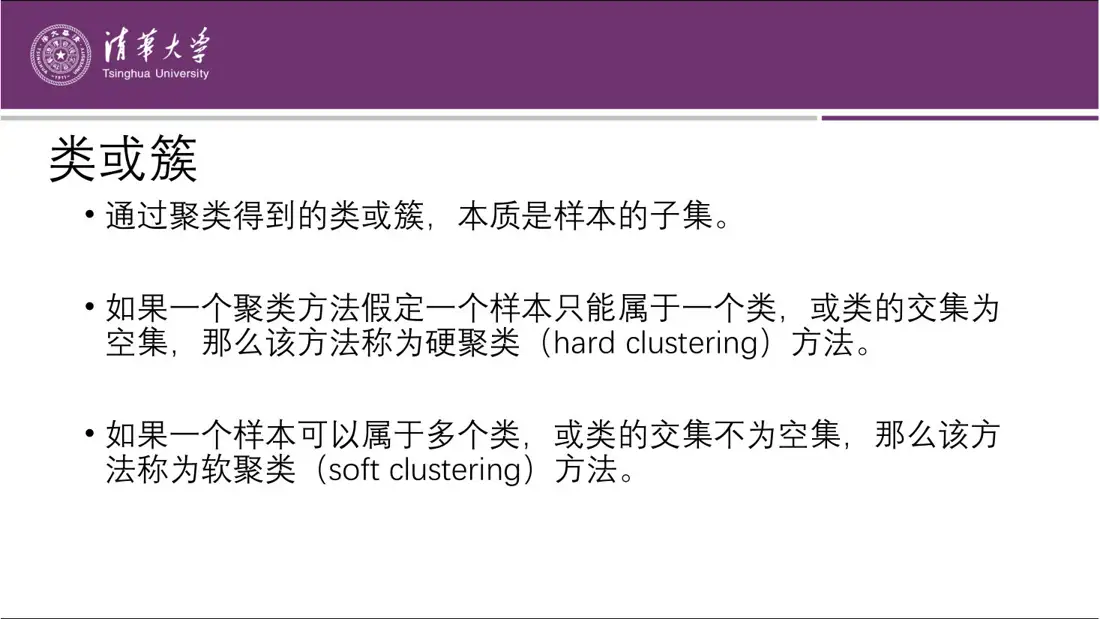 清华大学
Tsinghua University
类或簇
• 通过聚类得到的类或簇，本质是样本的子集。
• 如果一个聚类方法假定一个样本只能属于一个类，或类的交集为
空集，那么该方法称为硬聚类（hard clustering）方法。
• 如果一个样本可以属于多个类，或类的交集不为空集，那么该方
法称为软聚类（soft clustering）方法。